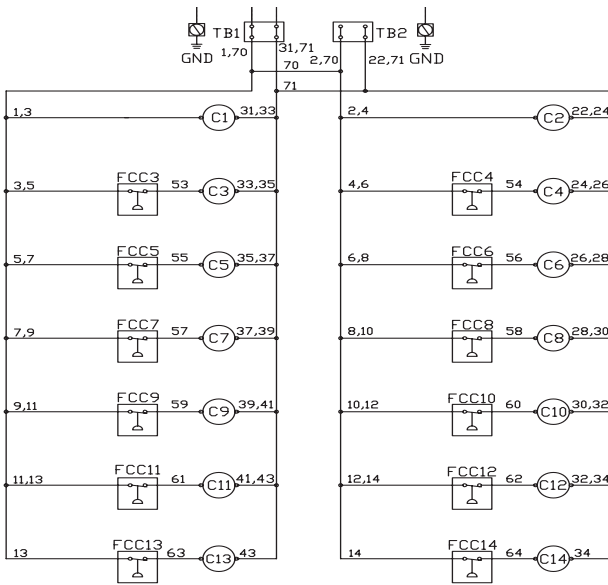 TB1 TB2
GND 1,70 31,71 2,70 22,71 GND
70
71
1,3 C1 31,33 2,4 C2 22,24
FCC3 FCC4
3,5 53 C3 33,35 4,6 54 C4 24,26
FCC5 FCC6
5,7 55 C5 35,37 6,8 56 C6 26,28
FCC7 FCC8
7,9 57 C7 37,39 8,10 58 C8 28,30
FCC9 FCC10
9,11 59 C9 39,41 10,12 60 C10 30,32
FCC11 FCC12
11,13 61 C11 41,43 12,14 62 C12 32,34
FCC13 FCC14
13 63 C13 43 14 64 C14 34